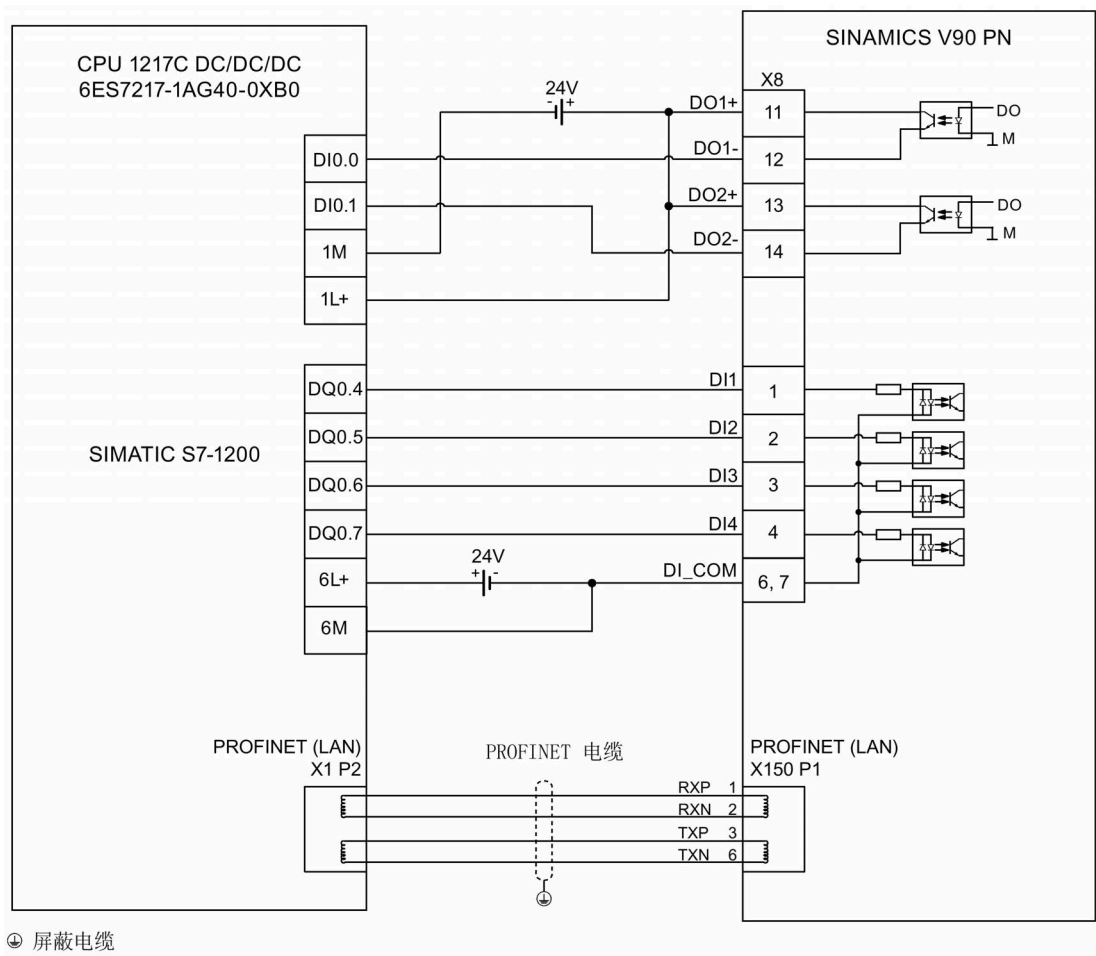 SINAMICS V90 PN
CPU 1217C DC/DC/DC
6ES7217-1AG40-0XB0
24V
- +
X8
DO1+
11
DO
M
DI0.0
DO1-
12
DI0.1
DO2+
13
DO
M
1M
DO2-
14
1L+
DQ0.4
DI1
1
DQ0.5
DI2
2
SIMATIC S7-1200
DQ0.6
DI3
3
DQ0.7
DI4
4
24V
+ -
6L+
DI_COM
6, 7
6M
PROFINET (LAN)
X1 P2
PROFINET 电缆
PROFINET (LAN)
X150 P1
RXP 1
RXN 2
TXP 3
TXN 6
屏蔽电缆